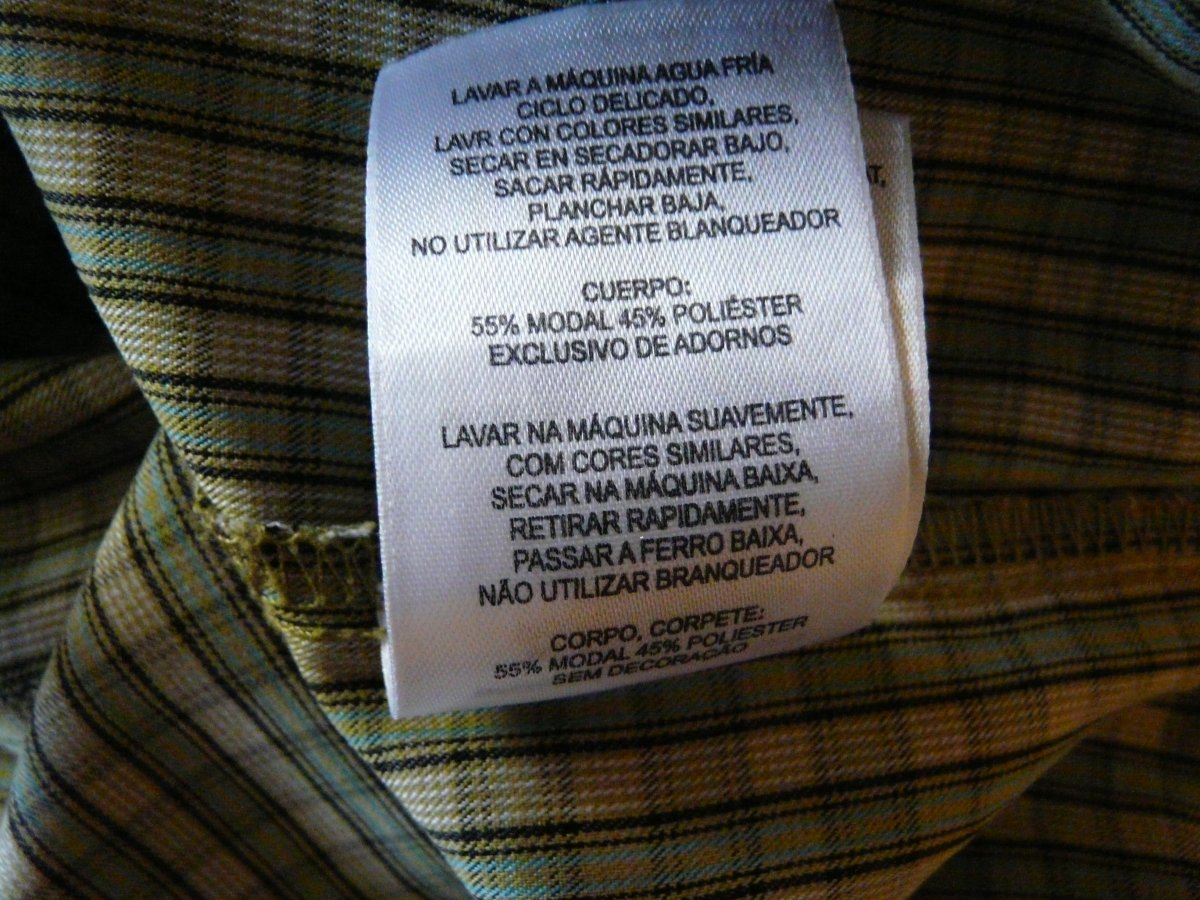 LAVAR A MÁQUINA AGUA FRÍA
CICLO DELICADO.
LAVR CON COLORES SIMILARES,
SECAR EN SECADORAR BAJO,
SACAR RÁPIDAMENTE,
PLANCHAR BAJA,
NO UTILIZAR AGENTE BLANQUEADOR
CUERPO:
55% MODAL 45% POLIÉSTER
EXCLUSIVO DE ADORNOS
LAVAR NA MÁQUINA SUAVEMENTE,
COM CORES SIMILARES,
SECAR NA MÁQUINA BAIXA,
RETIRAR RAPIDAMENTE,
PASSAR A FERRO BAIXA,
NÃO UTILIZAR BRANQUEADOR
CORPO, CORPETE:
55% MODAL 45% POLIESTER
SEM DECORAÇÃO